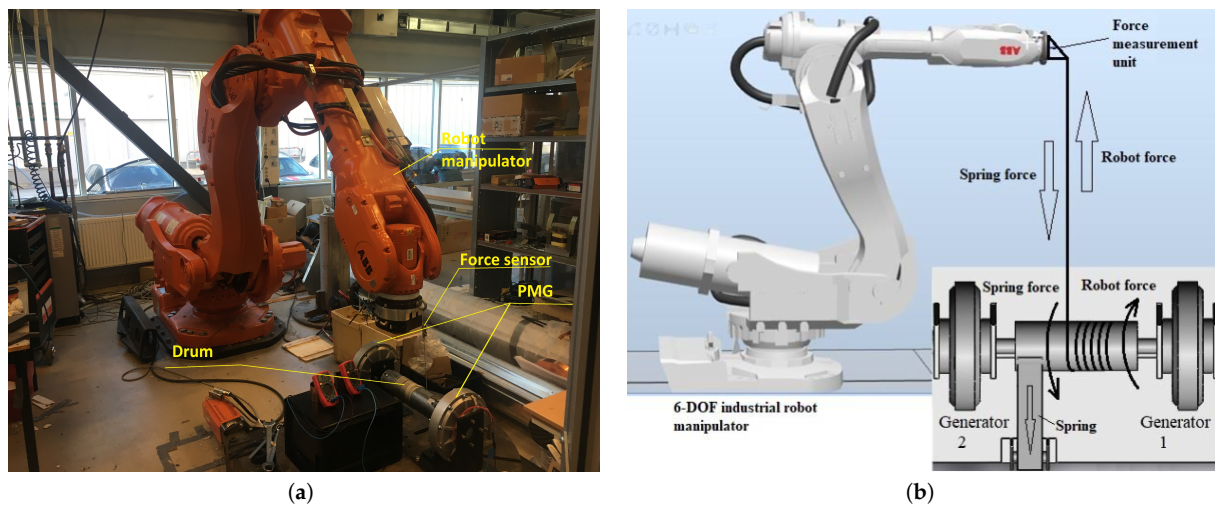 Robot
manipulator
ABB
Force sensor
PMG
Drum
(a)
ABB
Force
measurement
unit
Robot force
Spring force
Spring force
Robot force
Generator
2
Spring
Generator
1
6-DOF industrial robot
manipulator
(b)